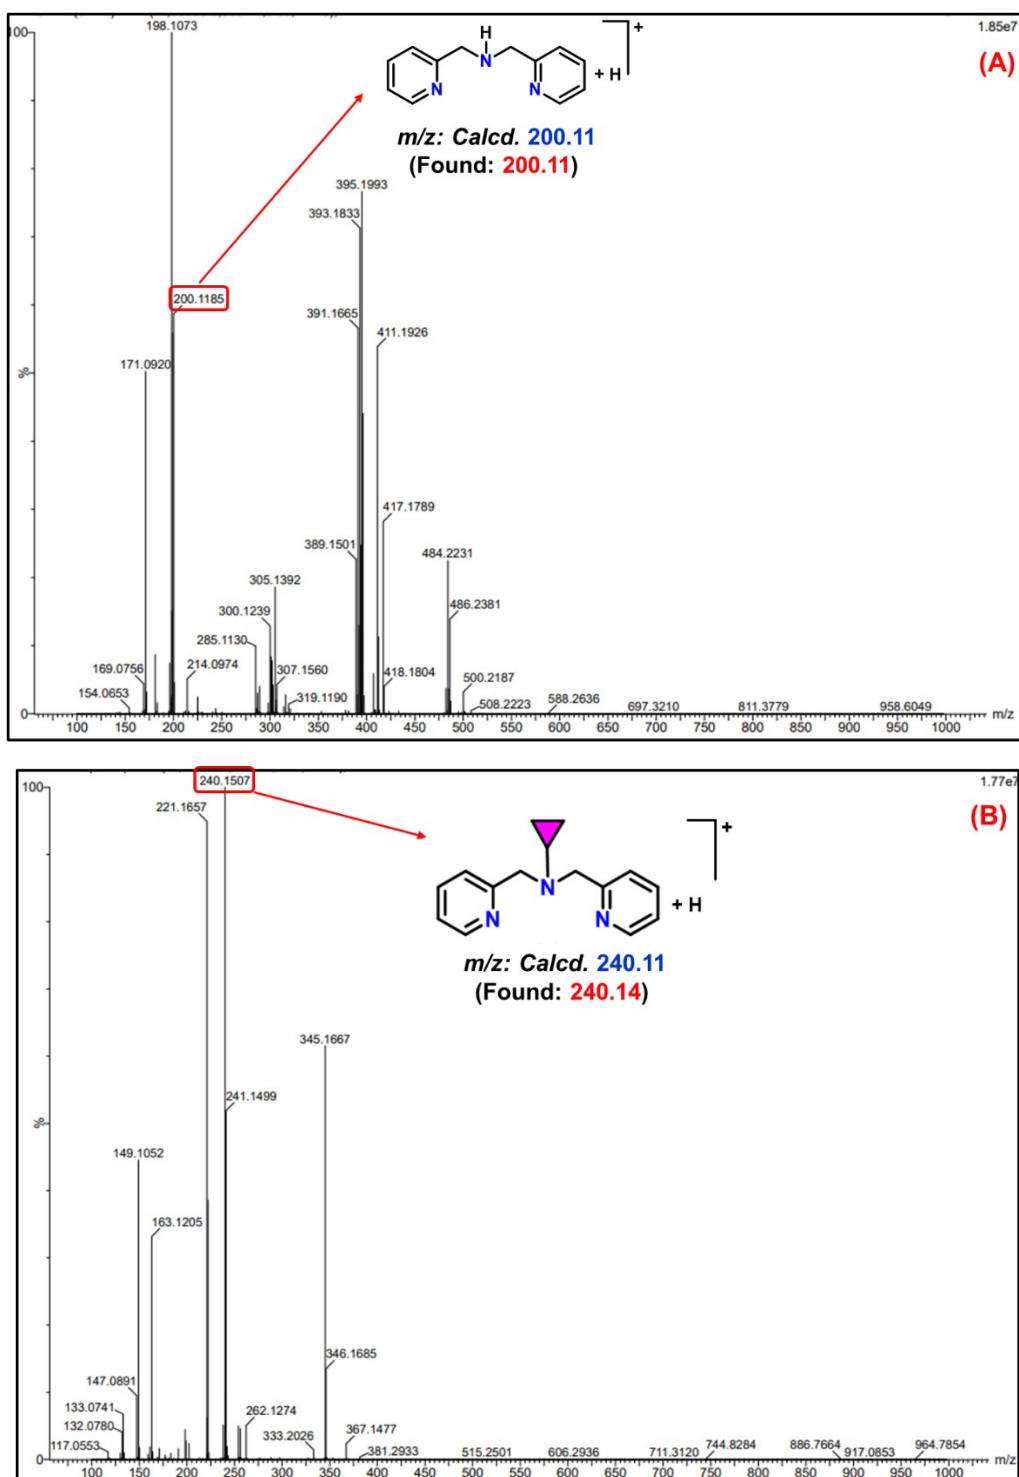 100
198.1073
1.85e7
(A)
H
N
N
N
+ H
+
m/z: Calcd. 200.11
(Found: 200.11)
395.1993
393.1833
200.1185
391.1665
411.1926
171.0920
%
417.1789
389.1501
484.2231
305.1392
300.1239
486.2381
285.1130
169.0756
214.0974
307.1560
418.1804
500.2187
154.0653
319.1190
508.2223
588.2636
697.3210
811.3779
958.6049
0
m/z
100 150 200 250 300 350 400 450 500 550 600 650 700 750 800 850 900 950 1000
100
240.1507
1.77e7
(B)
221.1657
+
N
N
N
+ H
m/z: Calcd. 240.11
(Found: 240.14)
345.1667
241.1499
%
149.1052
163.1205
346.1685
147.0891
133.0741
262.1274
132.0780
333.2026
367.1477
117.0553
381.2933
515.2501
606.2936
711.3120
744.8284
886.7664
917.0853
964.7854
0
m/z
100 150 200 250 300 350 400 450 500 550 600 650 700 750 800 850 900 950 1000